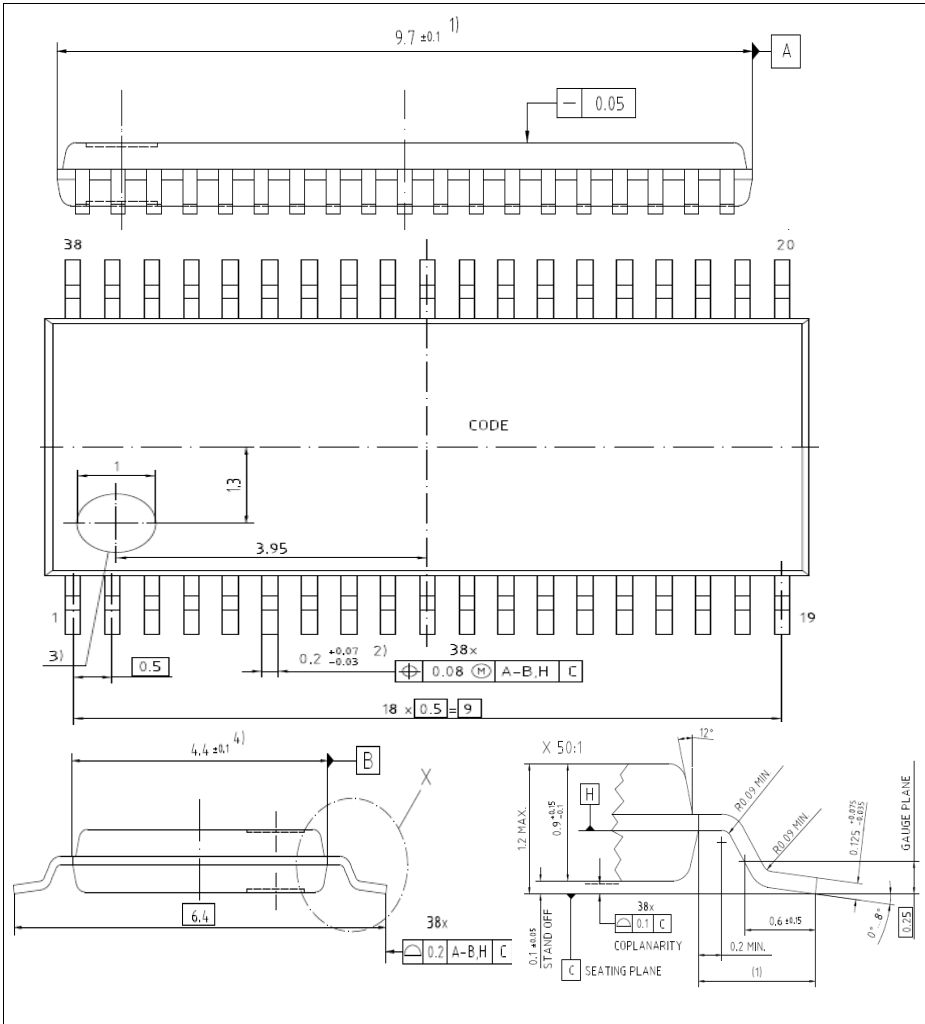 9.7 ±0.1 1)
A
— 0.05
38
20
CODE
1
1.3
3.95
1
19
3)
0.5
0.2 +0.07 -0.03 2)
38x
⌖ 0.08 Ⓜ A-B,H C
18 x 0.5 = 9
4.4 ±0.1 4)
B
X
6.4
38x
⌓ 0.2 A-B,H C
X 50:1
12°
H
1.2 MAX.
0.9 +0.15 -0.1
R0.09 MIN.
R0.09 MIN.
0.125 +0.075 -0.035
GAUGE PLANE
0.1 ±0.05
STAND OFF
38x
⌓ 0.1 C
COPLANARITY
C SEATING PLANE
0.6 ±0.15
0.2 MIN.
(1)
0°...8°
0.25